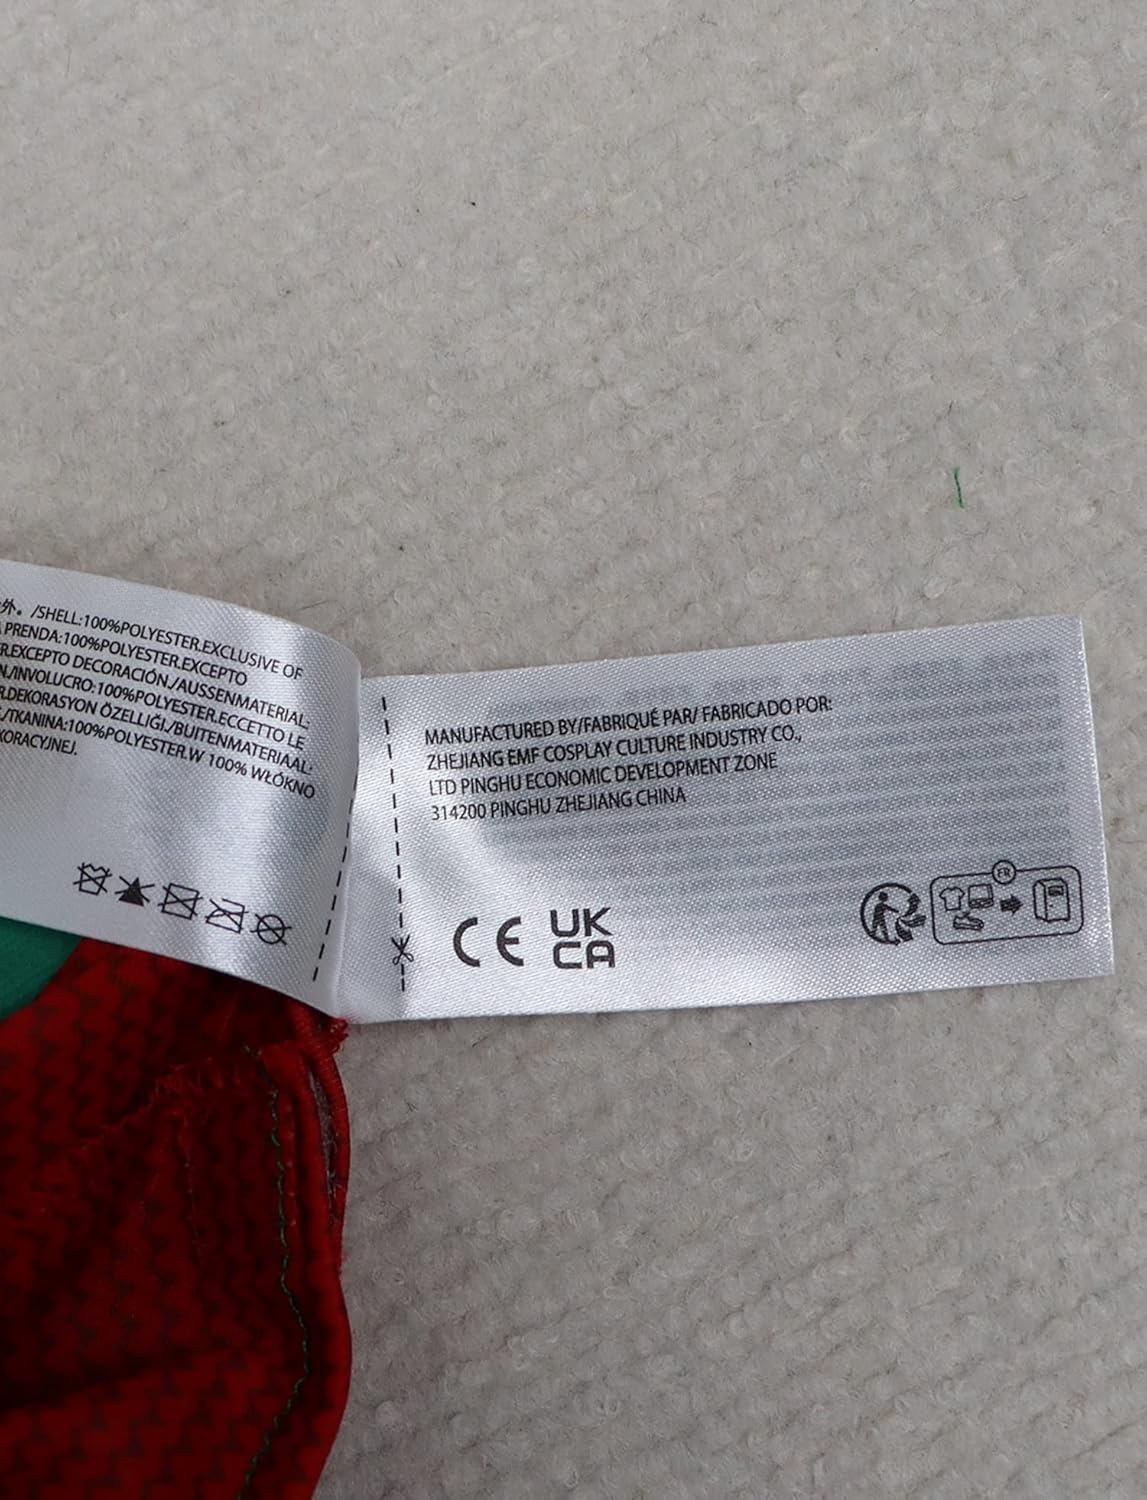 外。/SHELL:100%POLYESTER.EXCLUSIVE OF
PRENDA:100%POLYESTER.EXCEPTO
R.EXCEPTO DECORACIÓN./AUSSENMATERIAL:
N./INVOLUCRO:100%POLYESTER.ECCETTO LE
R.DEKORASYON ÖZELLIĞI./BUITENMATERIAAL:
/TKANINA:100%POLYESTER.W 100% WŁÓKNO
KORACYJNEJ.
MANUFACTURED BY/FABRIQUÉ PAR/ FABRICADO POR:
ZHEJIANG EMF COSPLAY CULTURE INDUSTRY CO.,
LTD PINGHU ECONOMIC DEVELOPMENT ZONE
314200 PINGHU ZHEJIANG CHINA
CE
UK
CA
FR